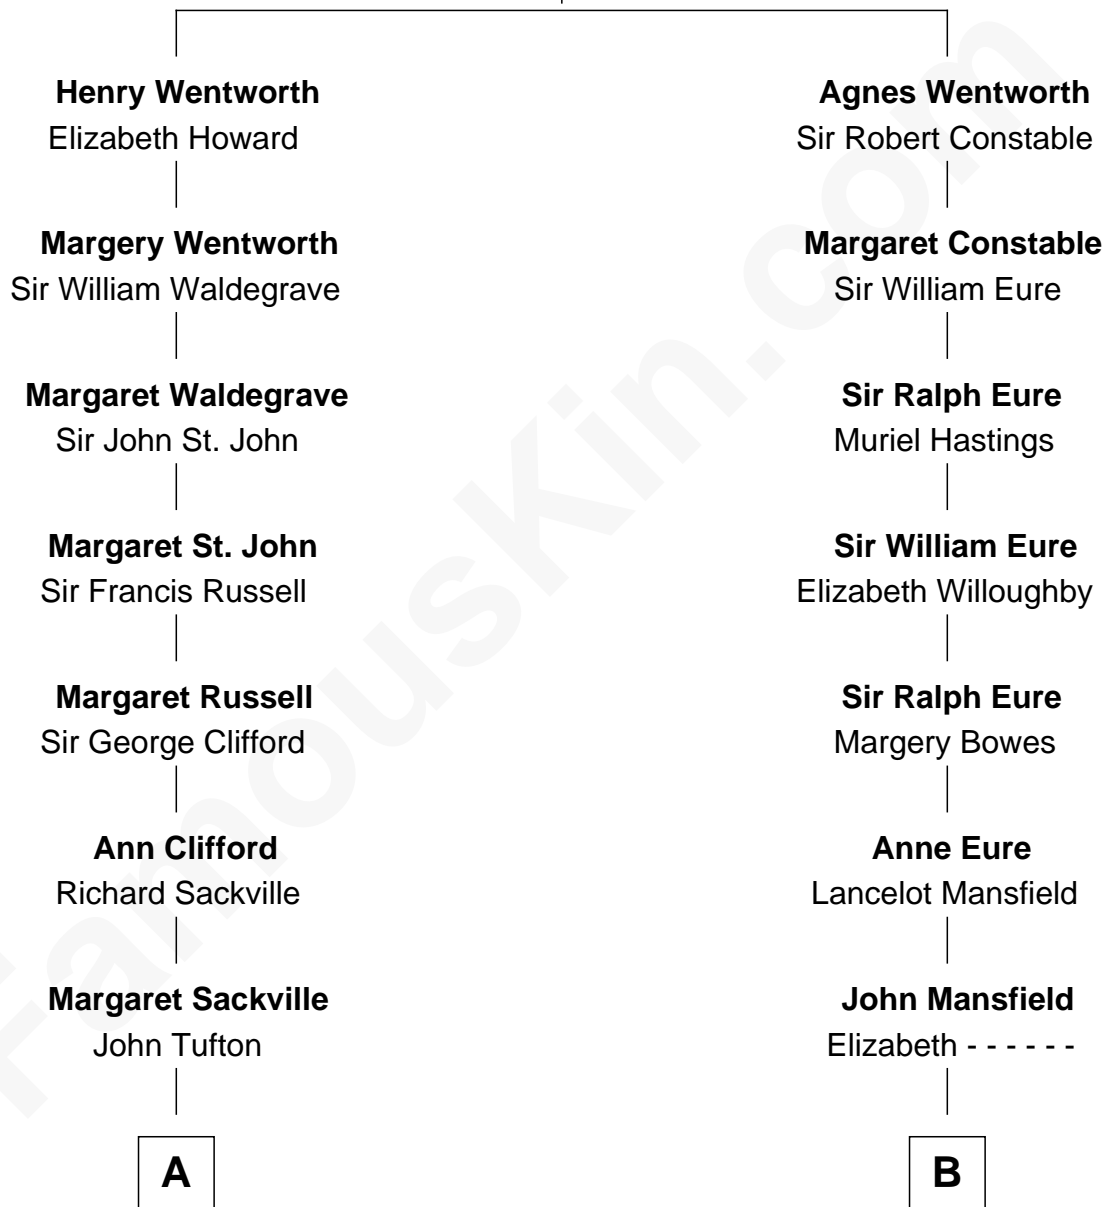 Henry Wentworth
Elizabeth Howard
Margery Wentworth
Sir William Waldegrave
Margaret Waldegrave
Sir John St. John
Margaret St. John
Sir Francis Russell
Margaret Russell
Sir George Clifford
Ann Clifford
Richard Sackville
Margaret Sackville
John Tufton
A
Agnes Wentworth
Sir Robert Constable
Margaret Constable
Sir William Eure
Sir Ralph Eure
Muriel Hastings
Sir William Eure
Elizabeth Willoughby
Sir Ralph Eure
Margery Bowes
Anne Eure
Lancelot Mansfield
John Mansfield
Elizabeth - - - - - -
B
FamousKin.com